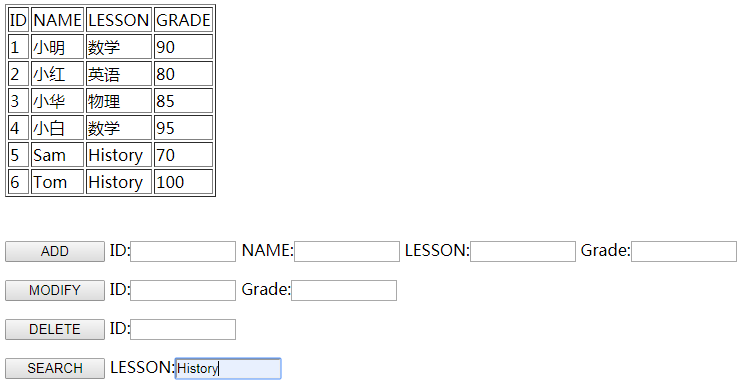 ID NAME LESSON GRADE
1 小明 数学 90
2 小红 英语 80
3 小华 物理 85
4 小白 数学 95
5 Sam History 70
6 Tom History 100
ADD ID: NAME: LESSON: Grade:
MODIFY ID: Grade:
DELETE ID:
SEARCH LESSON: History